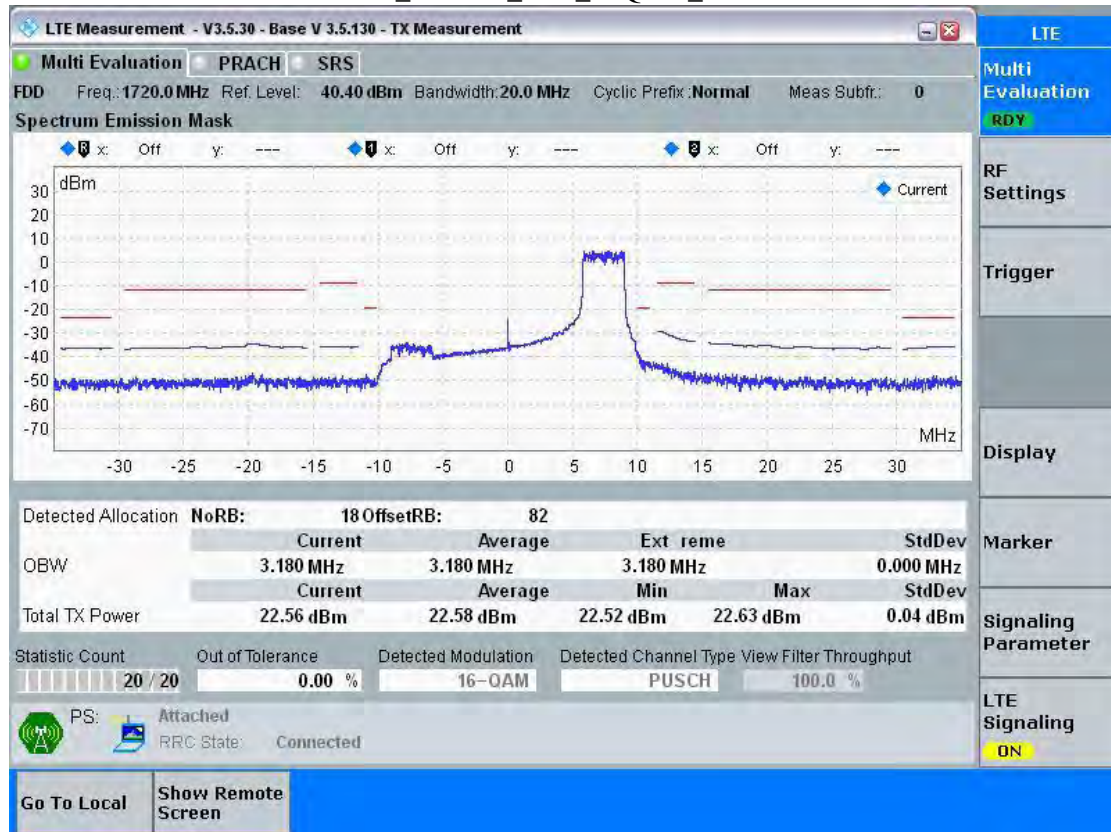 LTE Measurement - V3.5.30 - Base V 3.5.130 - TX Measurement
LTE
Multi Evaluation PRACH SRS
Multi
Evaluation
RDY
FDD Freq.: 1720.0 MHz Ref. Level: 40.40 dBm Bandwidth: 20.0 MHz Cyclic Prefix : Normal Meas Subfr.: 0
Spectrum Emission Mask
R x: Off y: --- 1 x: Off y: --- 2 x: Off y: ---
dBm
Current
30
20
10
0
-10
-20
-30
-40
-50
-60
-70
MHz
-30 -25 -20 -15 -10 -5 0 5 10 15 20 25 30
RF
Settings
Trigger
Display
Marker
Signaling
Parameter
LTE
Signaling
ON
Detected Allocation NoRB: 18 OffsetRB: 82
Current Average Ext reme StdDev
OBW 3.180 MHz 3.180 MHz 3.180 MHz 0.000 MHz
Current Average Min Max StdDev
Total TX Power 22.56 dBm 22.58 dBm 22.52 dBm 22.63 dBm 0.04 dBm
Statistic Count Out of Tolerance Detected Modulation Detected Channel Type View Filter Throughput
20 / 20 0.00 % 16-QAM PUSCH 100.0 %
PS: Attached
RRC State: Connected
Go To Local
Show Remote
Screen